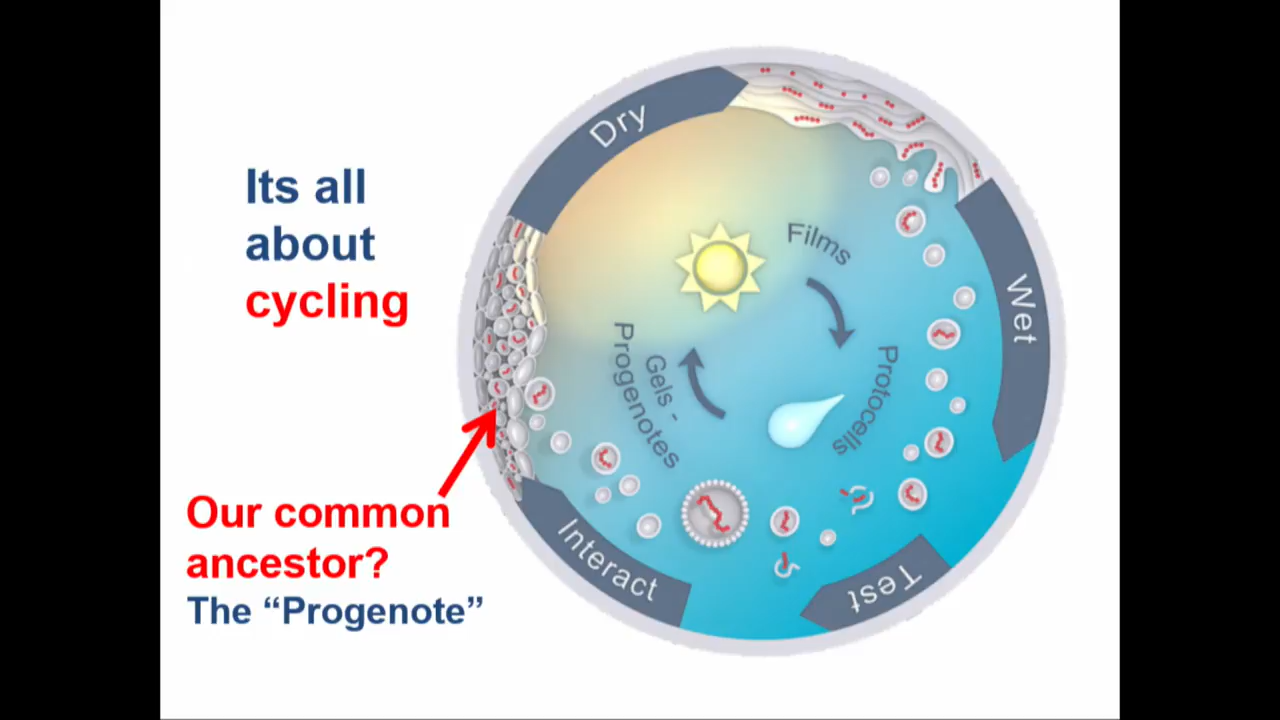 Its all
about
cycling
Our common
ancestor?
The “Progenote”
Dry
Wet
Test
Interact
Films
Protocells
Gels -
Progenotes